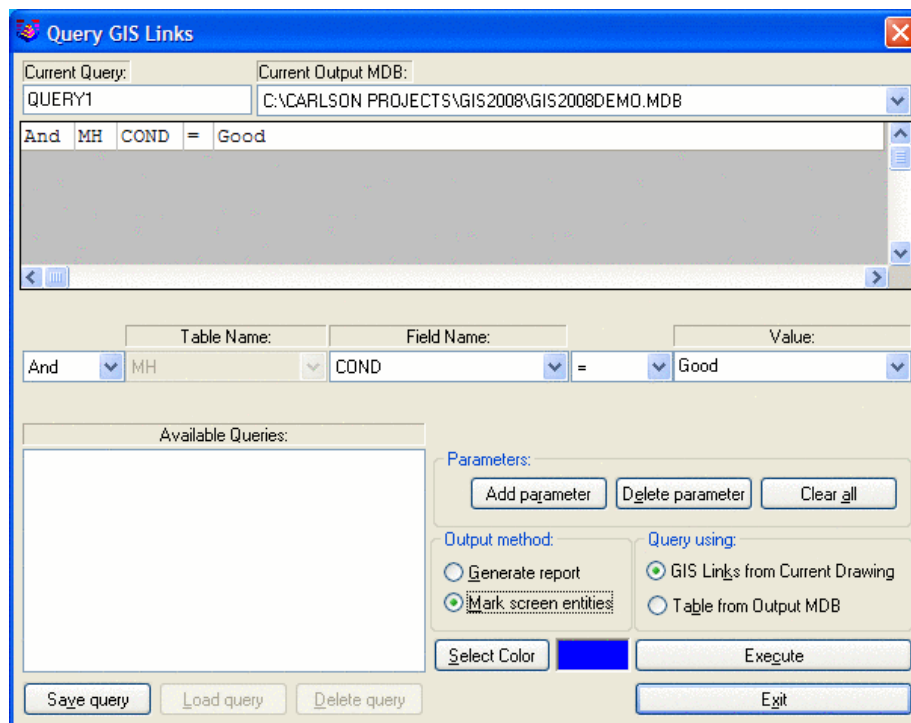 Query GIS Links
Current Query: Current Output MDB:
QUERY1 C:\CARLSON PROJECTS\GIS2008\GIS2008DEMO.MDB
And MH COND = Good
Table Name: Field Name: Value:
And MH COND = Good
Available Queries:
Parameters:
Add parameter Delete parameter Clear all
Output method: Query using:
Generate report GIS Links from Current Drawing
Mark screen entities Table from Output MDB
Select Color Execute
Save query Load query Delete query Exit